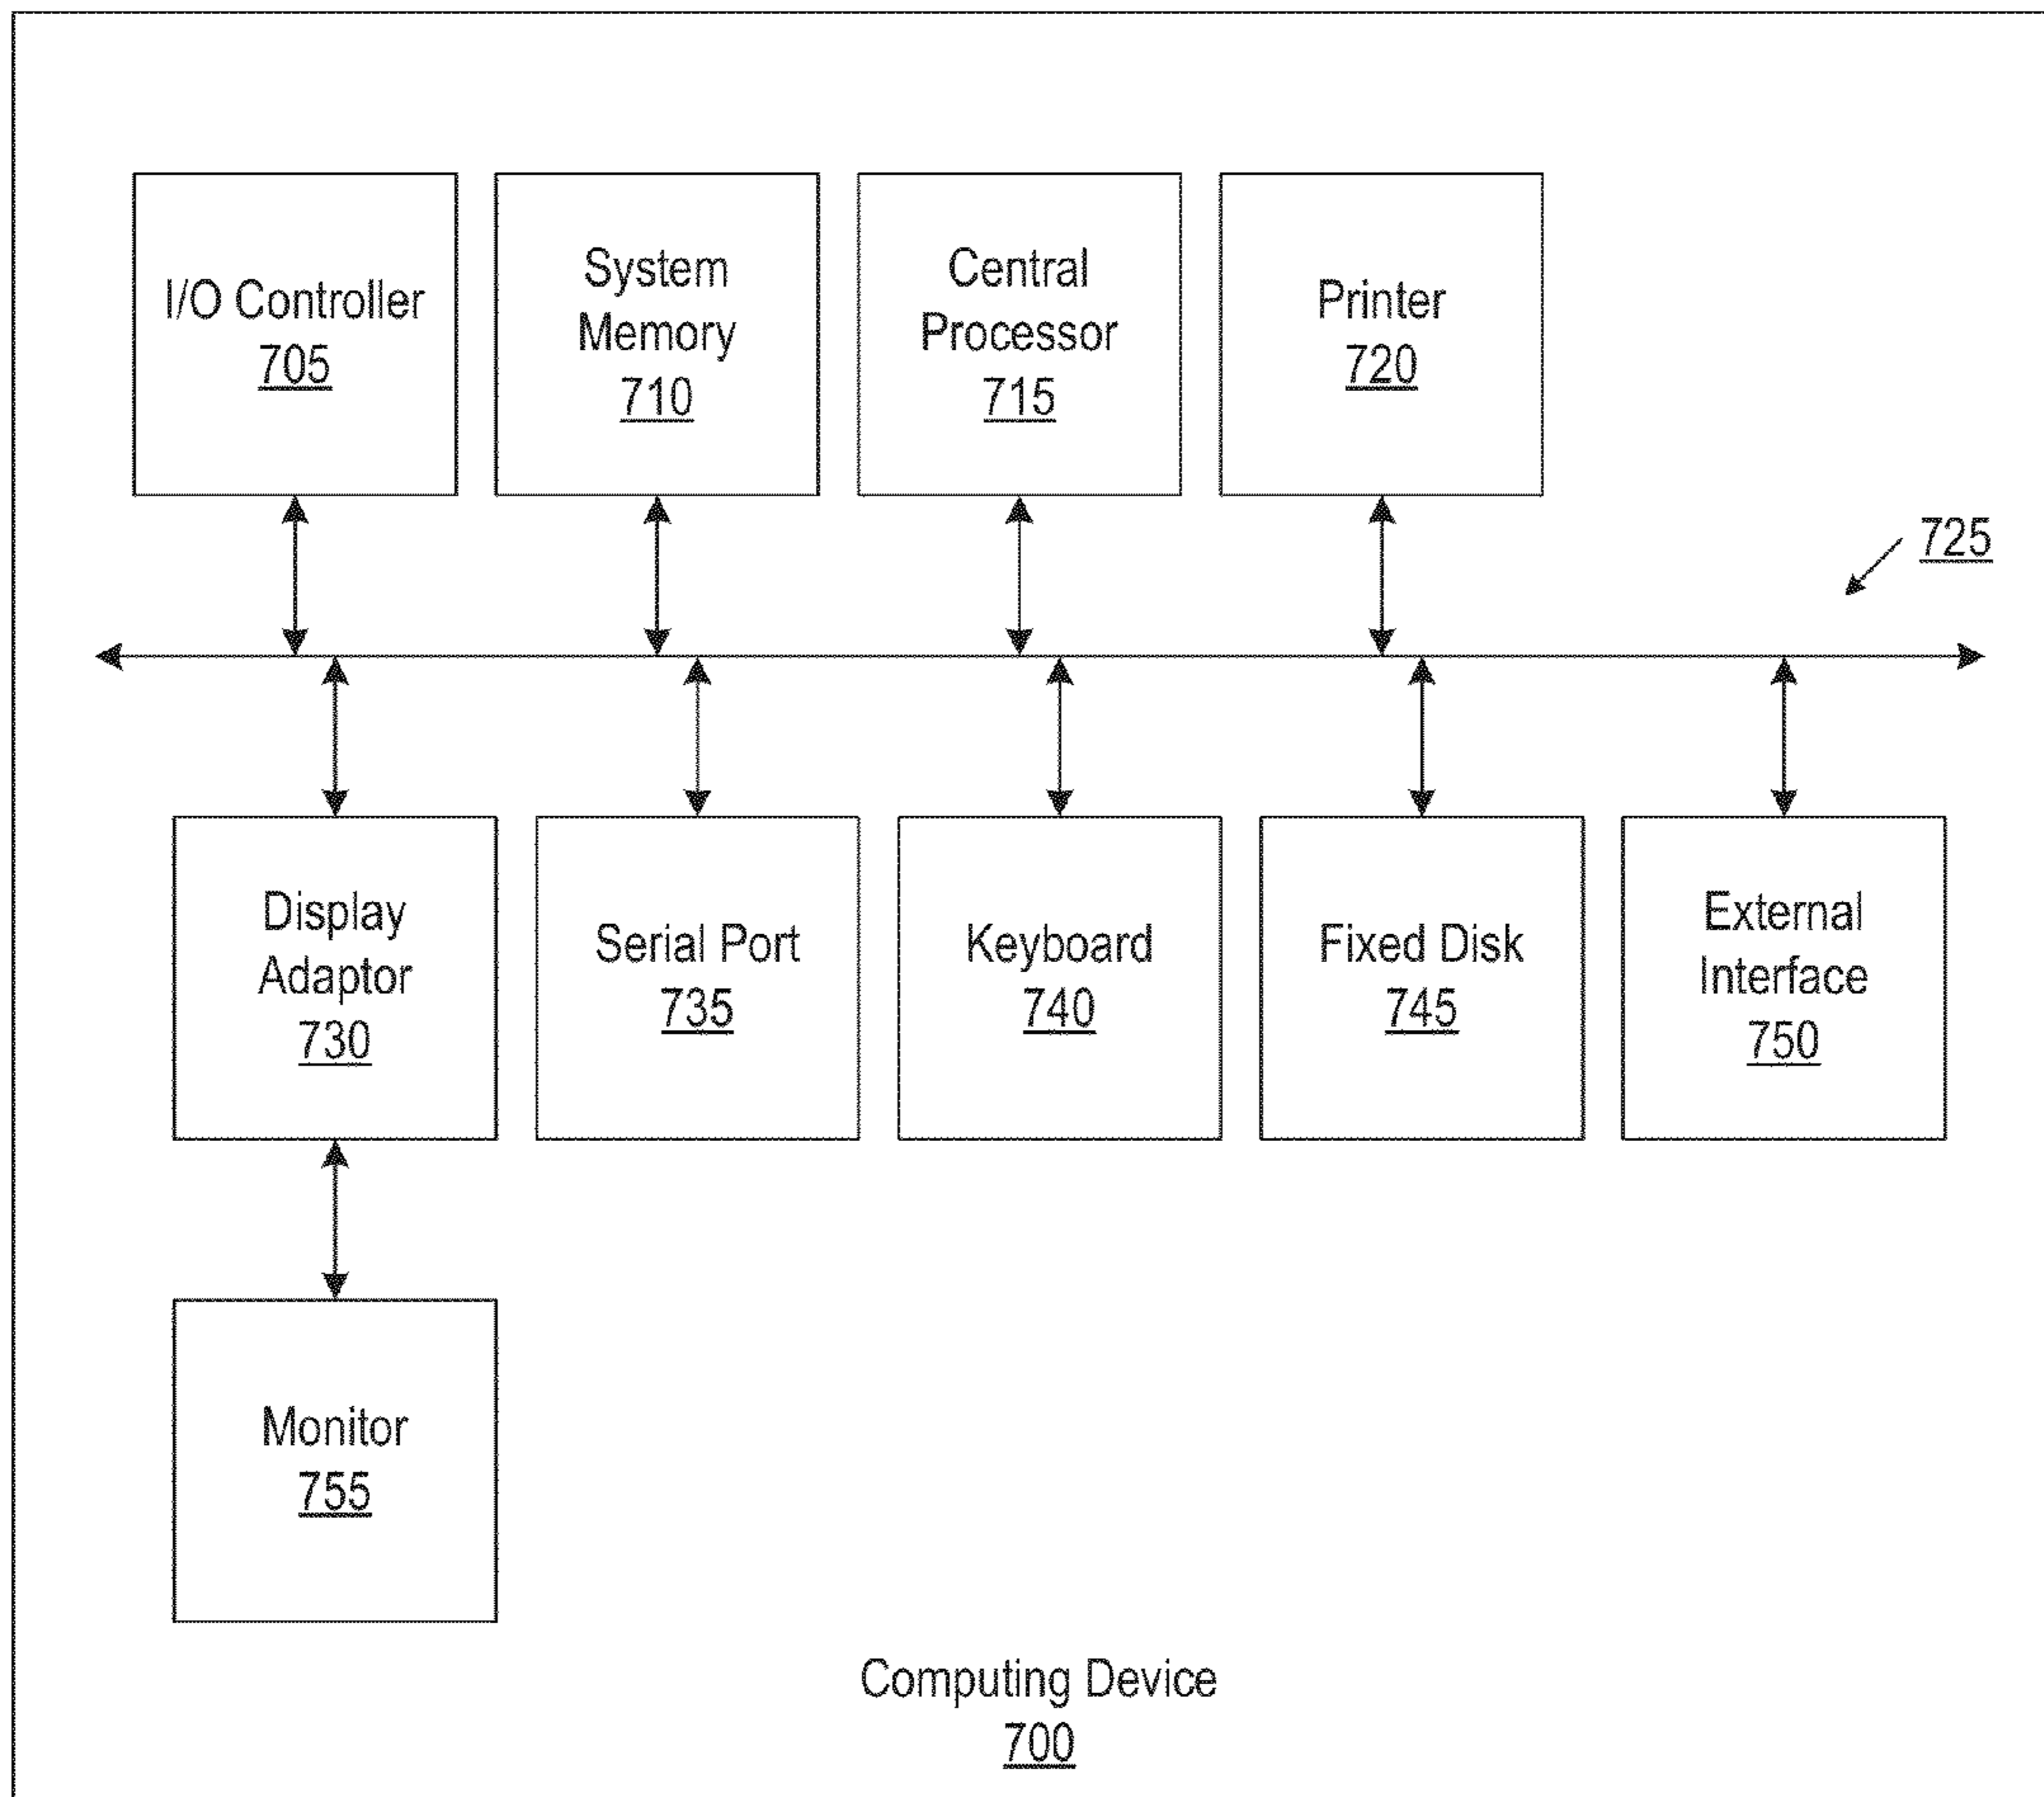 I/O Controller
705
System
Memory
710
Central
Processor
715
Printer
720
725
Display
Adaptor
730
Serial Port
735
Keyboard
740
Fixed Disk
745
External
Interface
750
Monitor
755
Computing Device
700